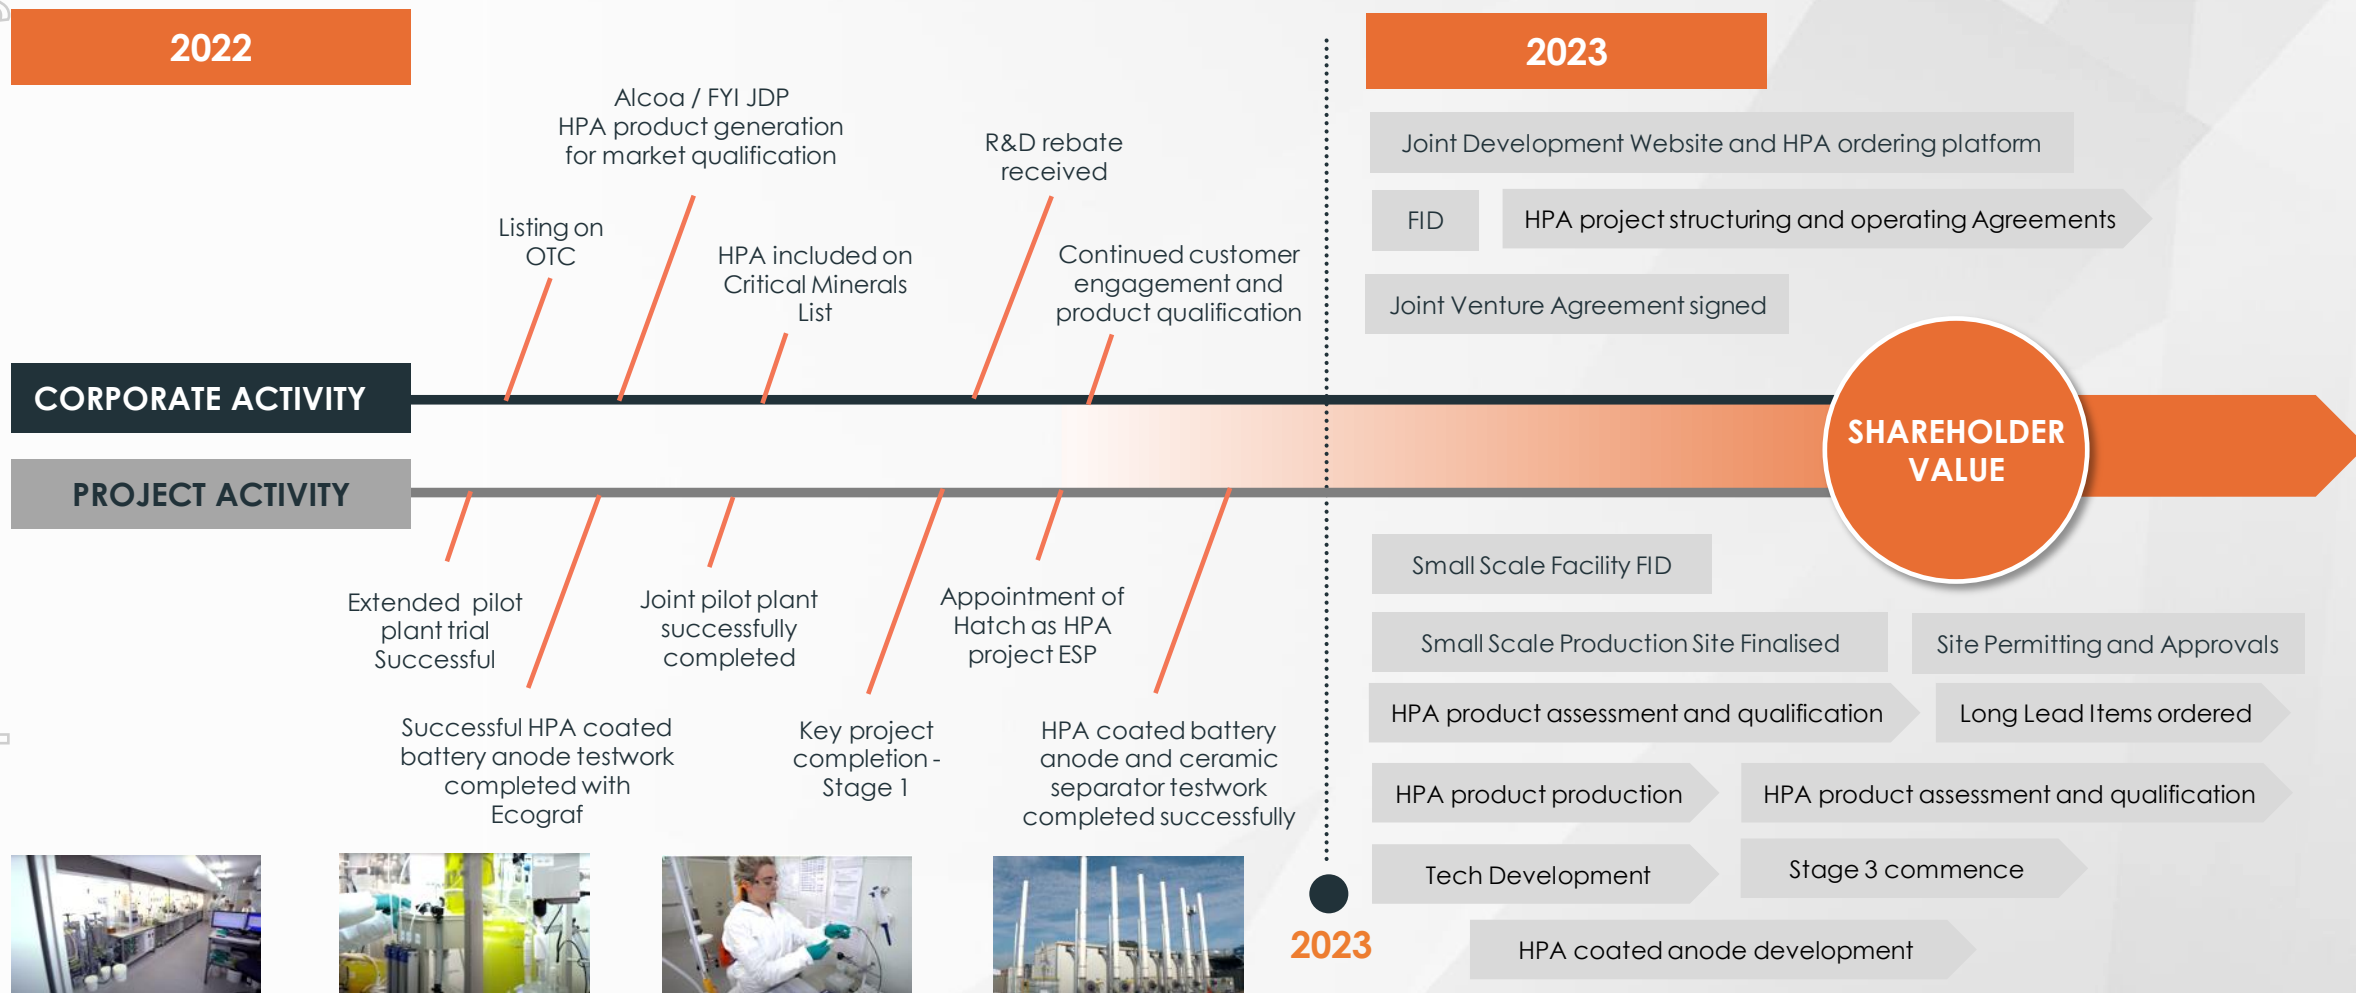 2022
2023
Alcoa / FYI JDP
HPA product generation
for market qualification
R&D rebate
received
Listing on
OTC
HPA included on
Critical Minerals
List
Continued customer
engagement and
product qualification
Joint Development Website and HPA ordering platform
FID
HPA project structuring and operating Agreements
Joint Venture Agreement signed
CORPORATE ACTIVITY
PROJECT ACTIVITY
SHAREHOLDER
VALUE
Extended pilot
plant trial
Successful
Joint pilot plant
successfully
completed
Appointment of
Hatch as HPA
project ESP
Successful HPA coated
battery anode testwork
completed with
Ecograf
Key project
completion -
Stage 1
HPA coated battery
anode and ceramic
separator testwork
completed successfully
Small Scale Facility FID
Small Scale Production Site Finalised
Site Permitting and Approvals
HPA product assessment and qualification
Long Lead Items ordered
HPA product production
HPA product assessment and qualification
Tech Development
Stage 3 commence
HPA coated anode development
2023